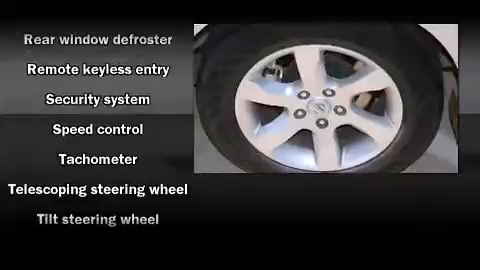 Rear window defroster
Remote keyless entry
Security system
Speed control
Tachometer
Telescoping steering wheel
Tilt steering wheel